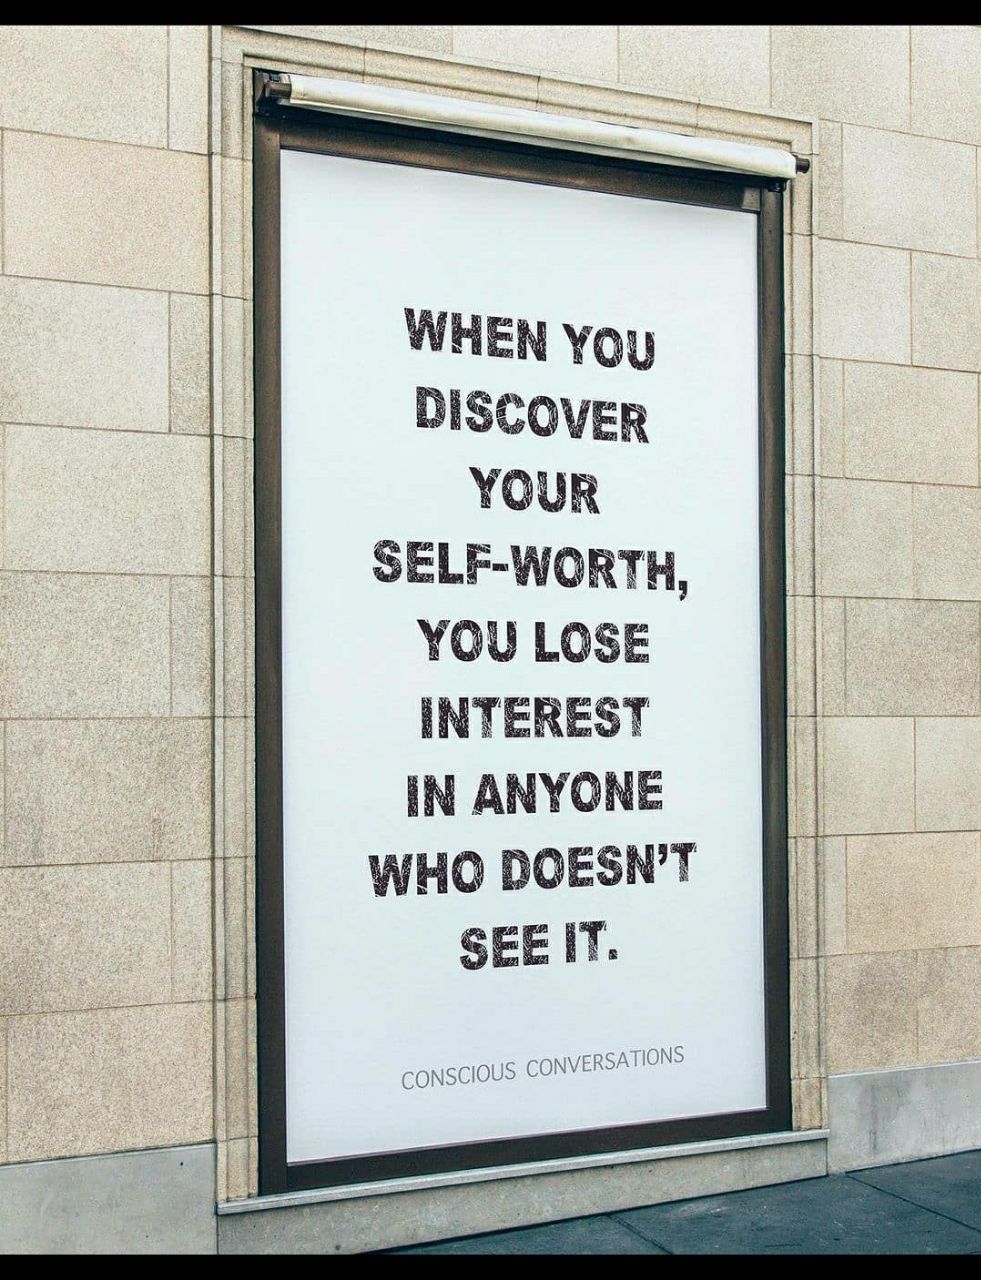 WHEN YOU
DISCOVER
YOUR
SELF-WORTH,
YOU LOSE
INTEREST
IN ANYONE
WHO DOESN'T
SEE IT.
CONSCIOUS CONVERSATIONS